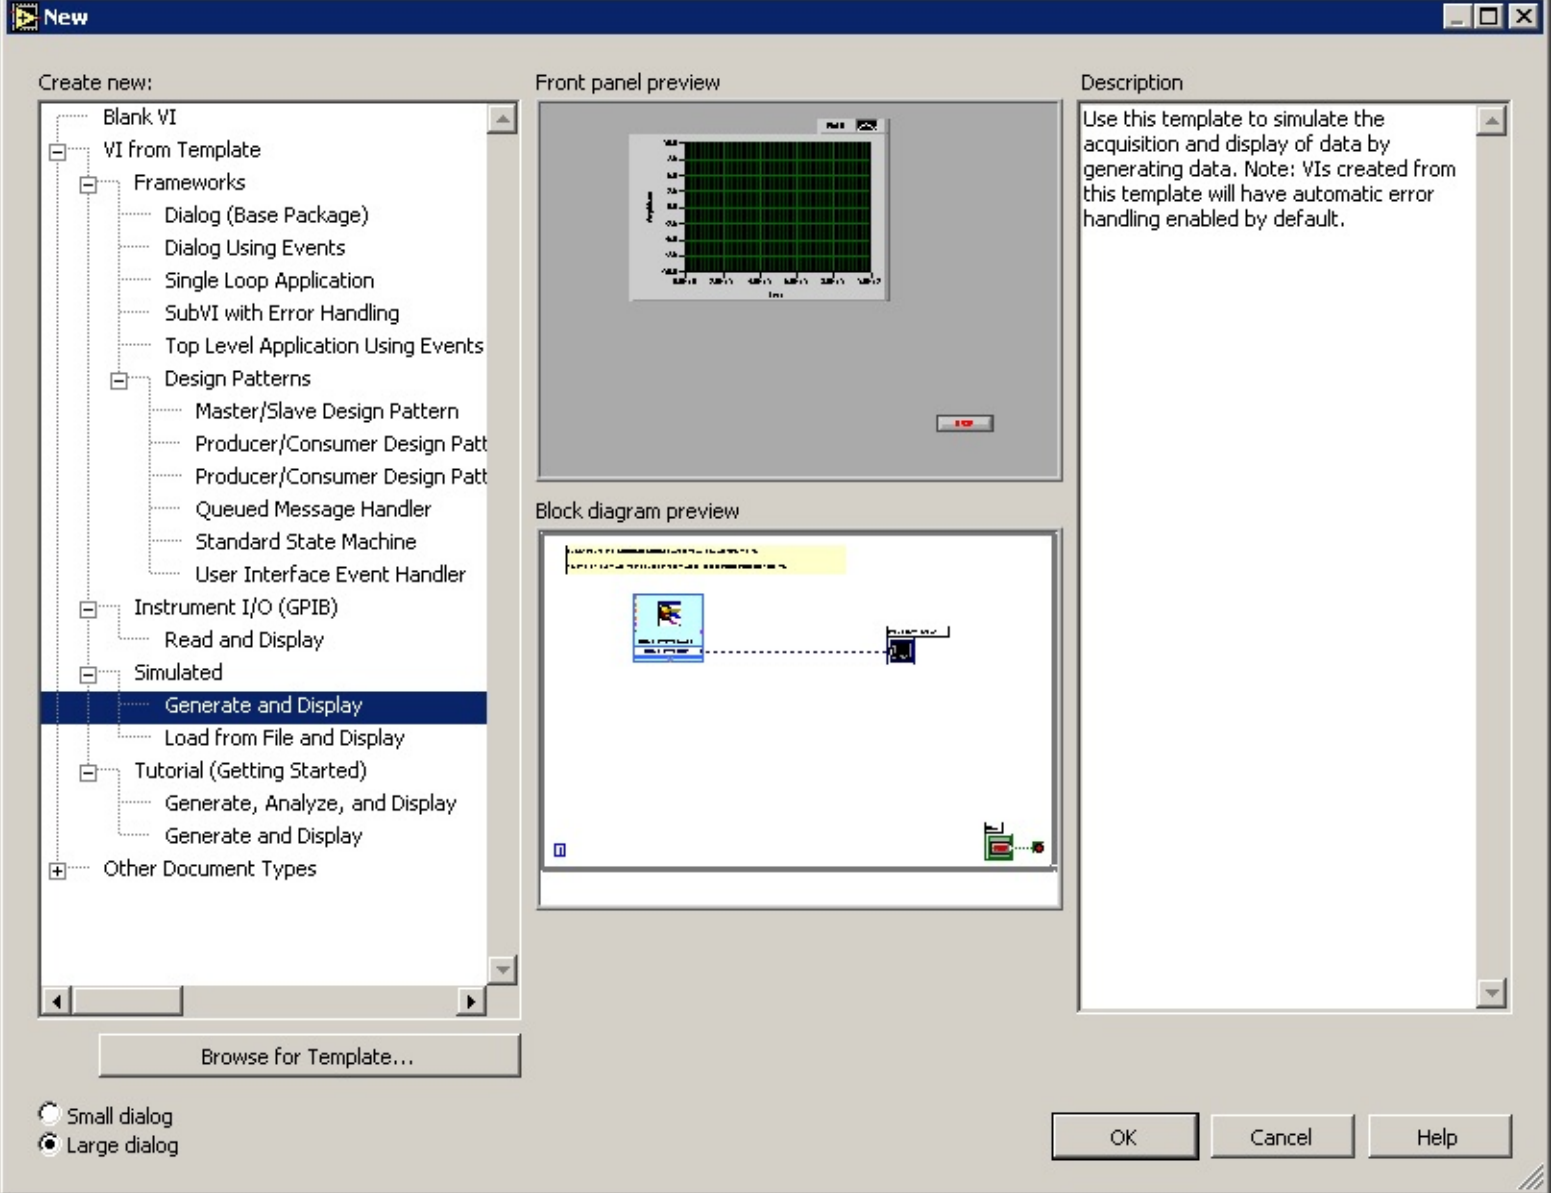 New
Create new:
Blank VI
VI from Template
Frameworks
Dialog (Base Package)
Dialog Using Events
Single Loop Application
SubVI with Error Handling
Top Level Application Using Events
Design Patterns
Master/Slave Design Pattern
Producer/Consumer Design Patt
Producer/Consumer Design Patt
Queued Message Handler
Standard State Machine
User Interface Event Handler
Instrument I/O (GPIB)
Read and Display
Simulated
Generate and Display
Load from File and Display
Tutorial (Getting Started)
Generate, Analyze, and Display
Generate and Display
Other Document Types
Browse for Template...
Small dialog
Large dialog
Front panel preview
Block diagram preview
Description
Use this template to simulate the
acquisition and display of data by
generating data. Note: VIs created from
this template will have automatic error
handling enabled by default.
OK
Cancel
Help